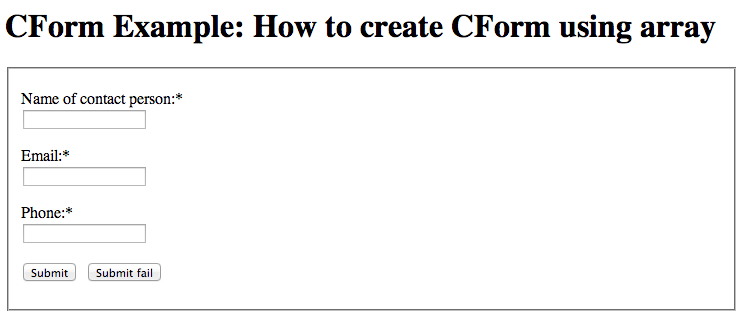 CForm Example: How to create CForm using array
Name of contact person:*
Email:*
Phone:*
Submit Submit fail